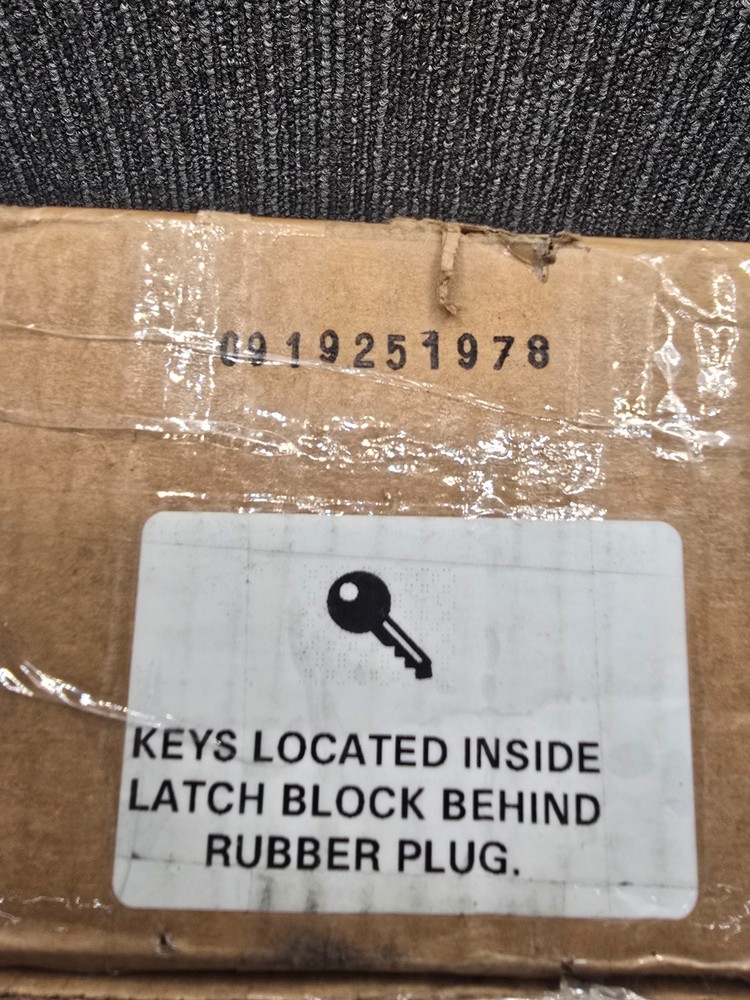 0919251978
KEYS LOCATED INSIDE
LATCH BLOCK BEHIND
RUBBER PLUG.